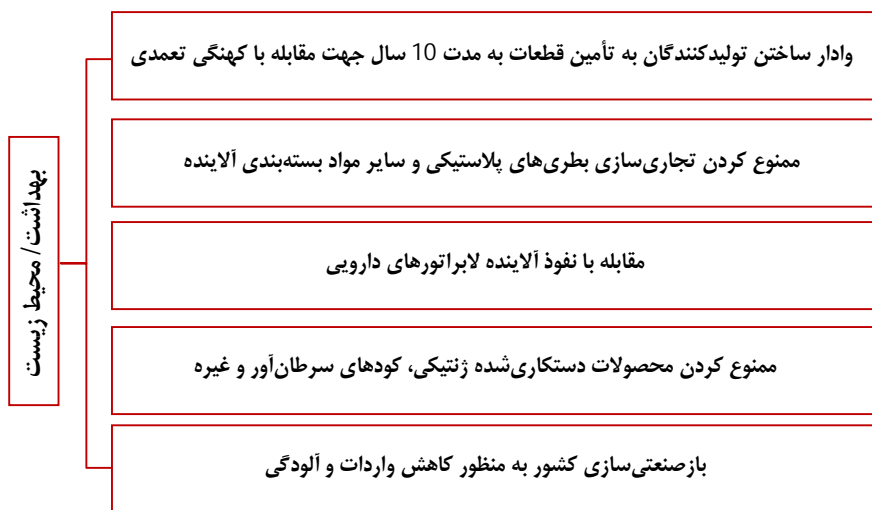 بهداشت/ محیط زیست
وادار ساختن تولیدکنندگان به تأمین قطعات به مدت 10 سال جهت مقابله با کهنگی تعمدی
ممنوع کردن تجاری‌سازی بطری‌های پلاستیکی و سایر مواد بسته‌بندی آلاینده
مقابله با نفوذ آلاینده لابراتورهای دارویی
ممنوع کردن محصولات دستکاری‌شده ژنتیکی، کودهای سرطان‌آور و غیره
بازصنعتی‌سازی کشور به منظور کاهش واردات و آلودگی